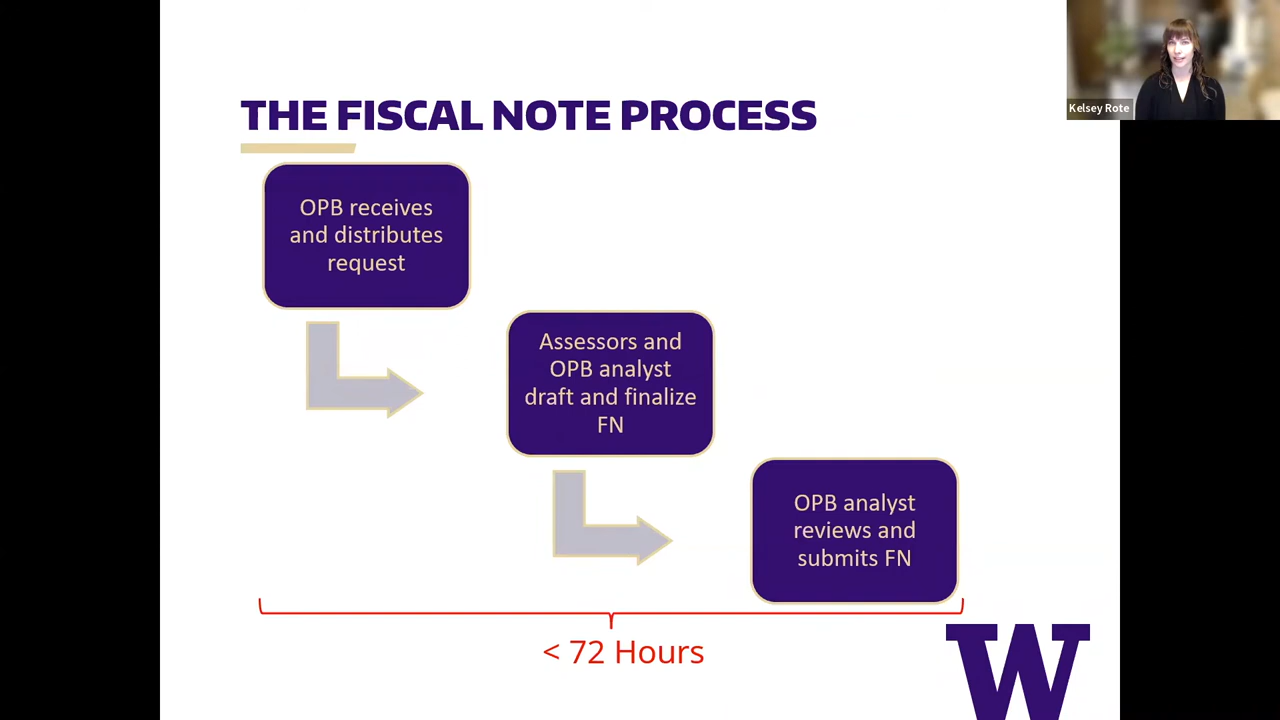 Kelsey Rote
THE FISCAL NOTE PROCESS
OPB receives
and distributes
request
Assessors and
OPB analyst
draft and finalize
FN
OPB analyst
reviews and
submits FN
< 72 Hours
W